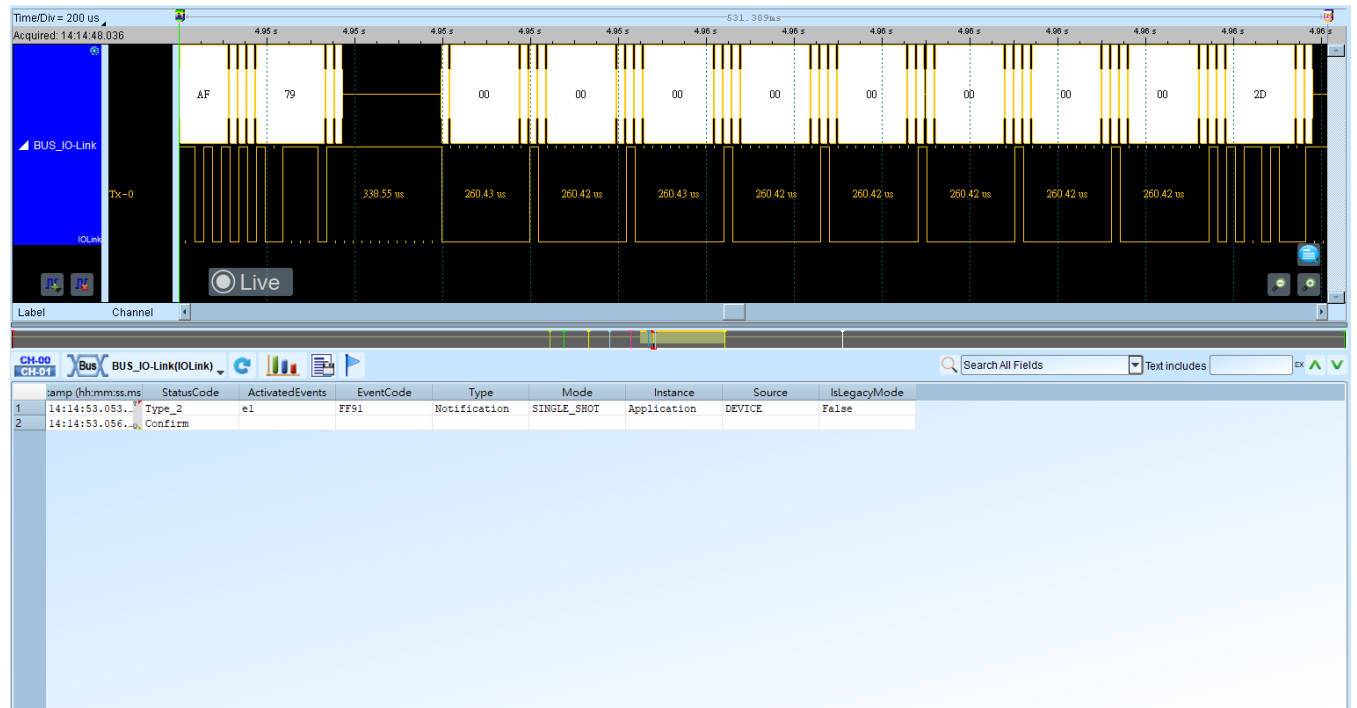 Time/Div = 200 us
531.389ms
Acquired: 14:14:48.036
4.95 s 4.95 s 4.95 s 4.95 s 4.95 s 4.96 s 4.96 s 4.96 s 4.96 s 4.96 s 4.96 s 4.96 s 4.96 s
AF 79 00 00 00 00 00 00 00 00 2D
BUS_IO-Link
Tx-0 338.55 us 260.43 us 260.42 us 260.43 us 260.42 us 260.42 us 260.42 us 260.42 us 260.42 us
IOLink
Live
Label Channel
CH-00
CH-01
Bus BUS_IO-Link(IOLink) Search All Fields Text includes EX
:amp (hh:mm:ss.ms StatusCode ActivatedEvents EventCode Type Mode Instance Source IsLegacyMode
1 14:14:53.053.. Type_2 e1 FF91 Notification SINGLE_SHOT Application DEVICE False
2 14:14:53.056.. Confirm